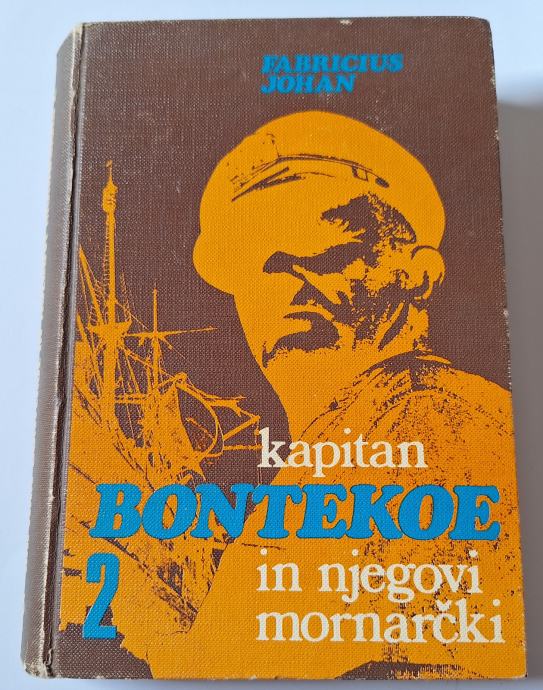 FABRICIUS
JOHAN
kapitan
BONTEKOE
2
in njegovi
mornarčki